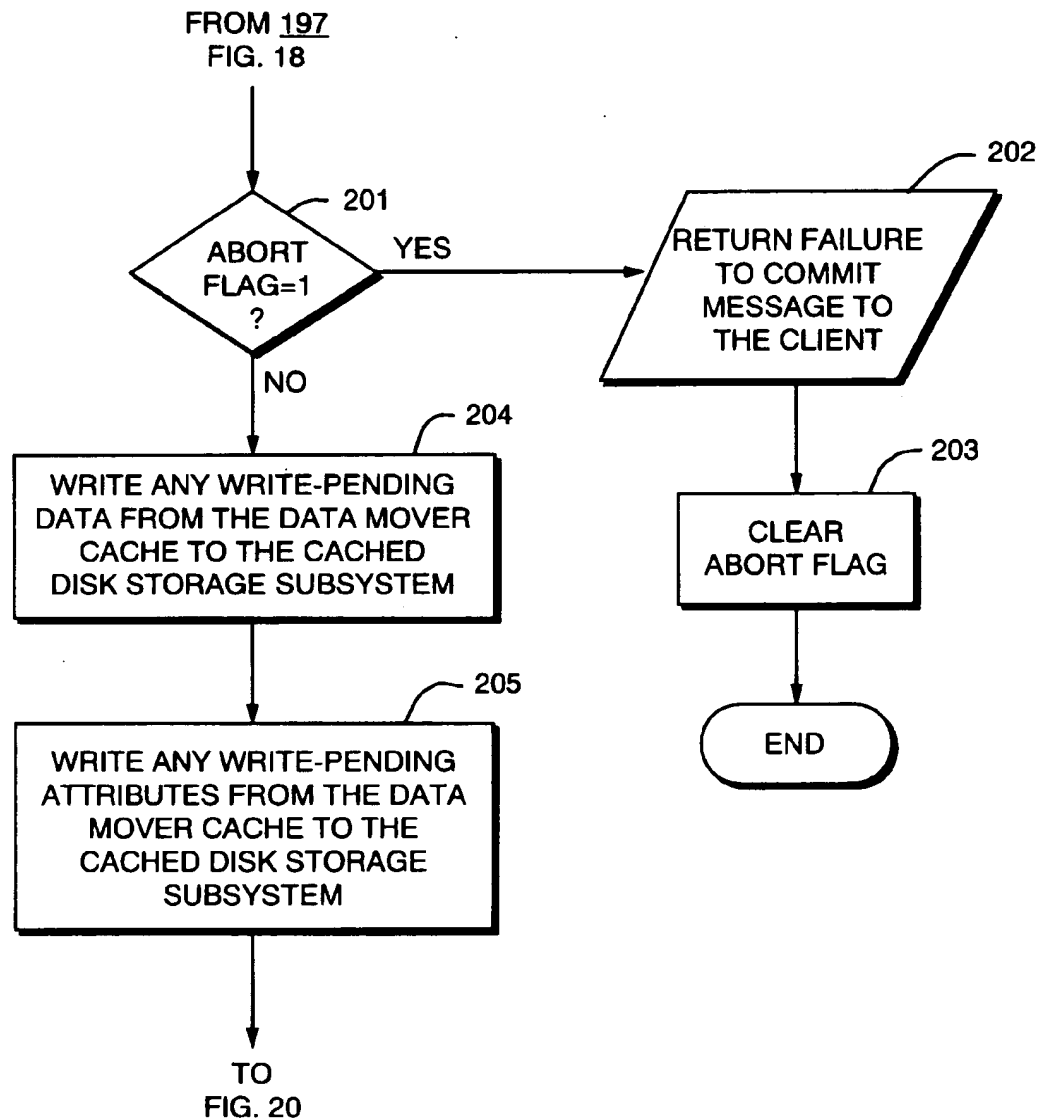 FROM 197
FIG. 18
201
ABORT
FLAG=1
?
YES
NO
202
RETURN FAILURE
TO COMMIT
MESSAGE TO
THE CLIENT
203
CLEAR
ABORT FLAG
END
204
WRITE ANY WRITE-PENDING
DATA FROM THE DATA MOVER
CACHE TO THE CACHED
DISK STORAGE SUBSYSTEM
205
WRITE ANY WRITE-PENDING
ATTRIBUTES FROM THE DATA
MOVER CACHE TO THE
CACHED DISK STORAGE
SUBSYSTEM
TO
FIG. 20